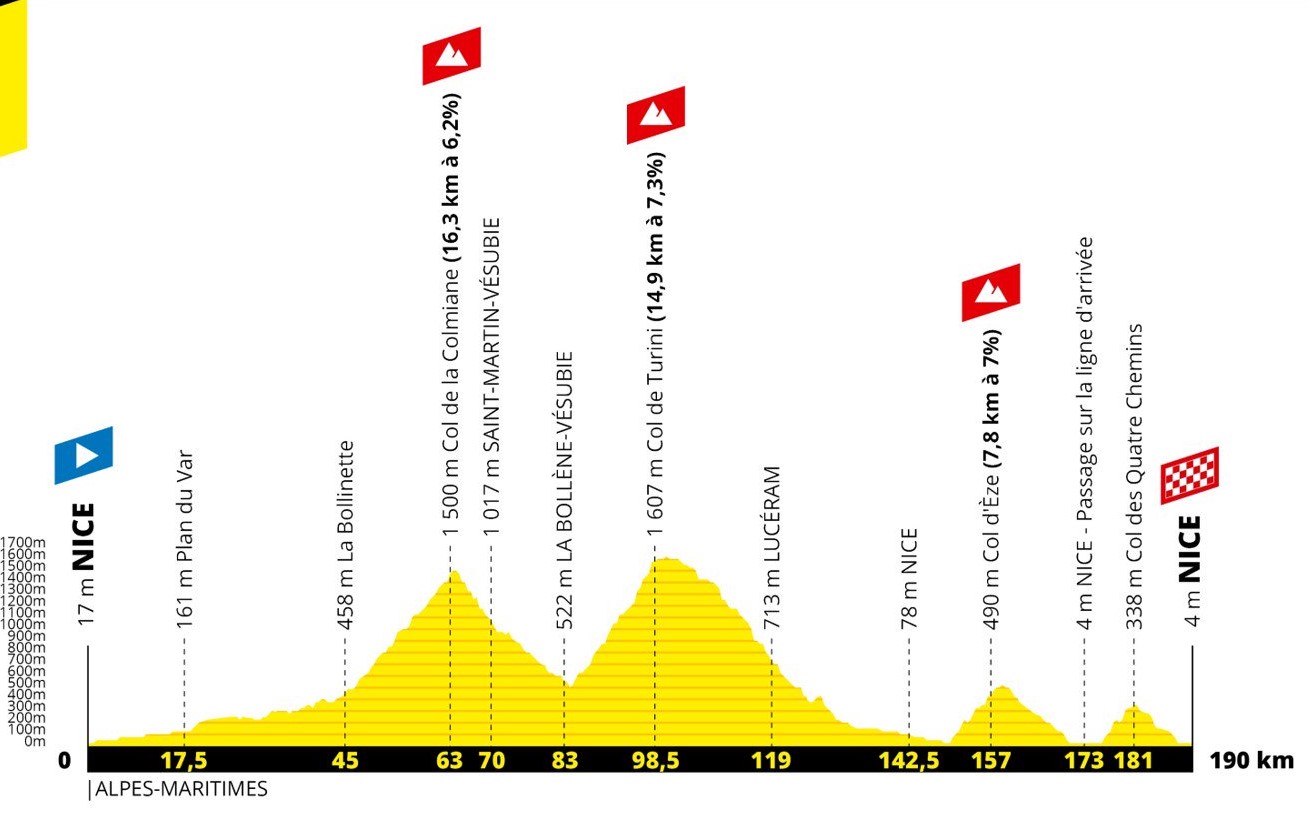 17 m NICE
161 m Plan du Var
458 m La Bollinette
1 500 m Col de la Colmiane (16,3 km à 6,2%)
1 017 m SAINT-MARTIN-VÉSUBIE
522 m LA BOLLÈNE-VÉSUBIE
1 607 m Col de Turini (14,9 km à 7,3%)
713 m LUCÉRAM
78 m NICE
490 m Col d'Èze (7,8 km à 7%)
4 m NICE - Passage sur la ligne d'arrivée
338 m Col des Quatre Chemins
4 m NICE
1700m
1600m
1500m
1400m
1300m
1200m
1100m
1000m
900m
800m
700m
600m
500m
400m
300m
200m
100m
0m
0 17,5 45 63 70 83 98,5 119 142,5 157 173 181 190 km
|ALPES-MARITIMES